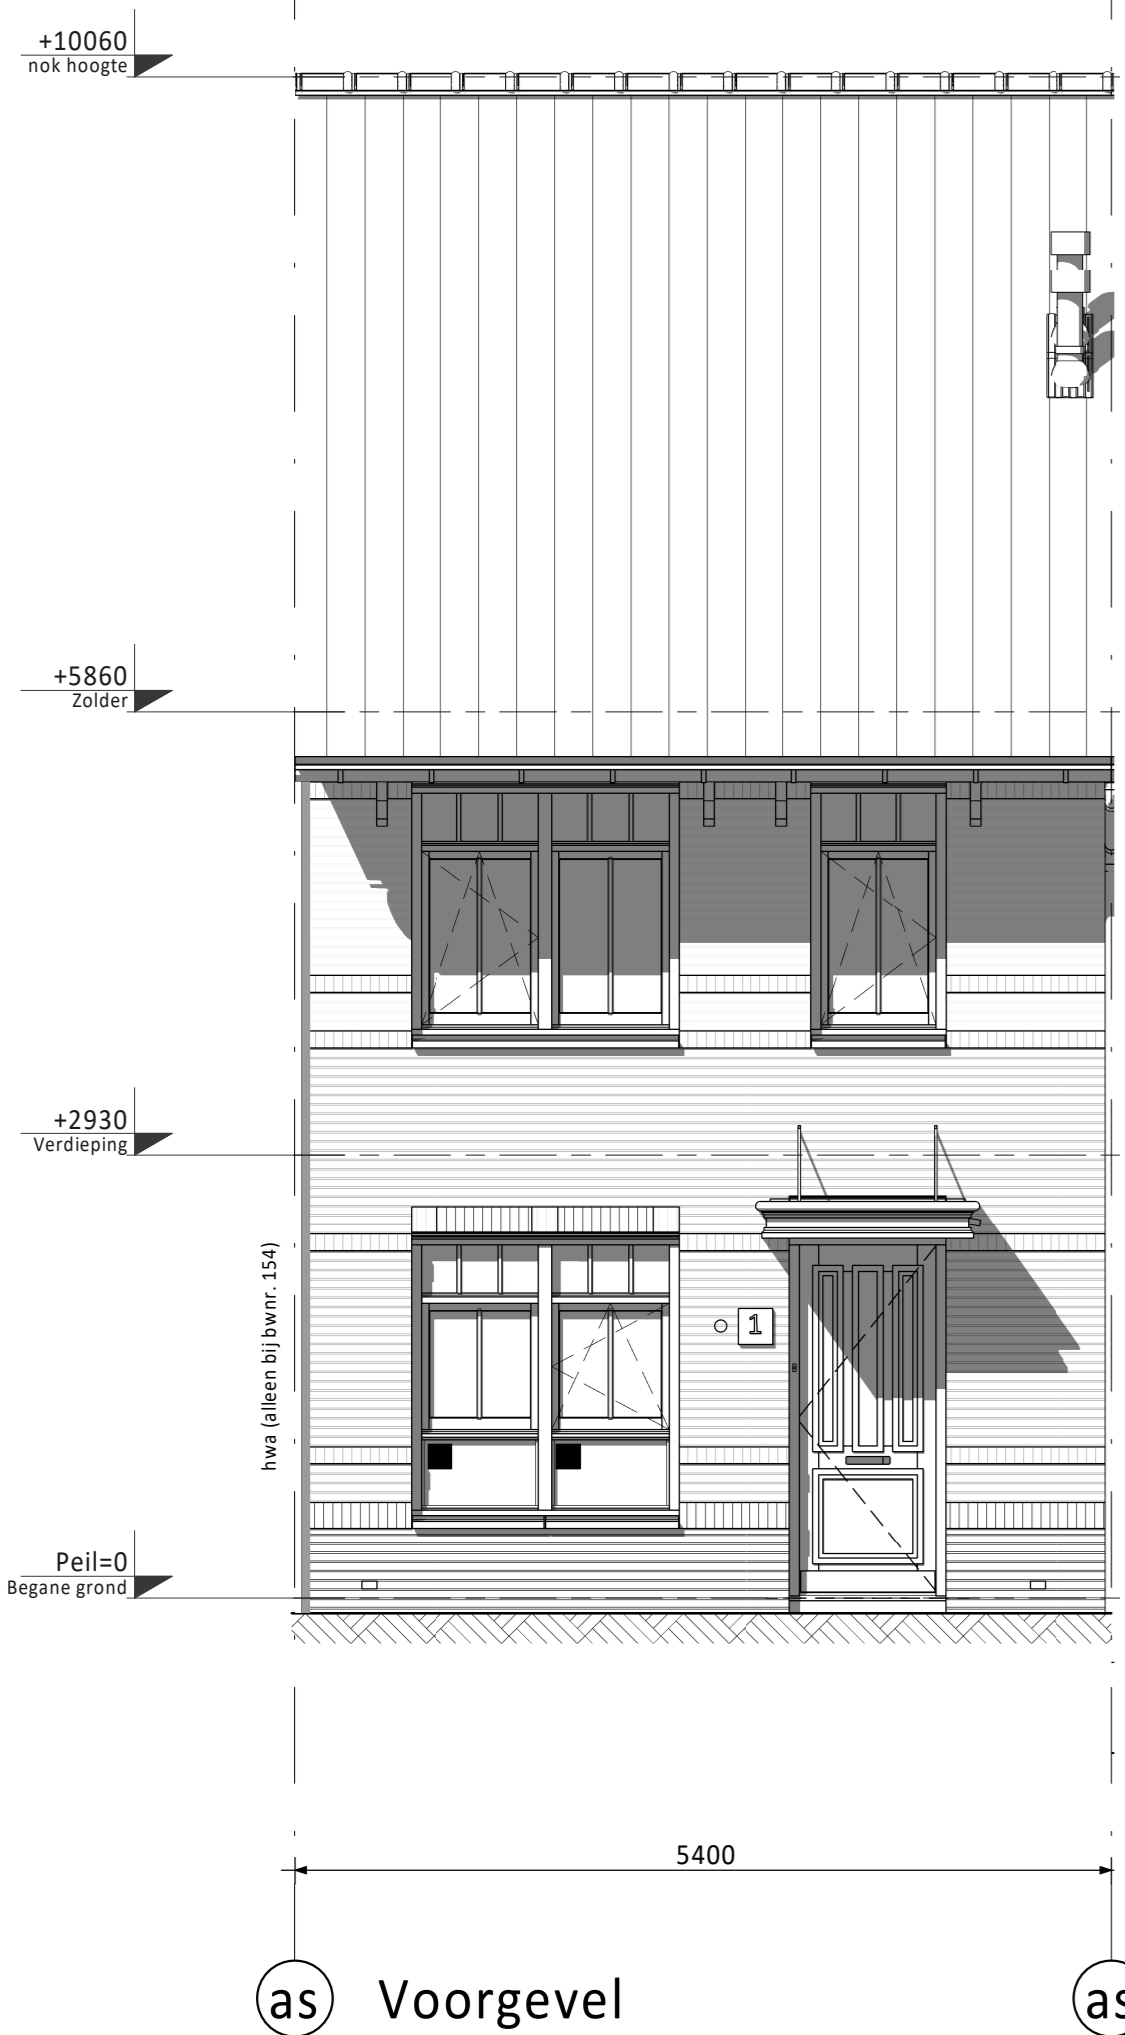 +10060
nok hoogte
+5860
Zolder
+2930
Verdieping
hwa (alleen bij bwnr. 154)
1
Peil=0
Begane grond
5400
as
Voorgevel
as